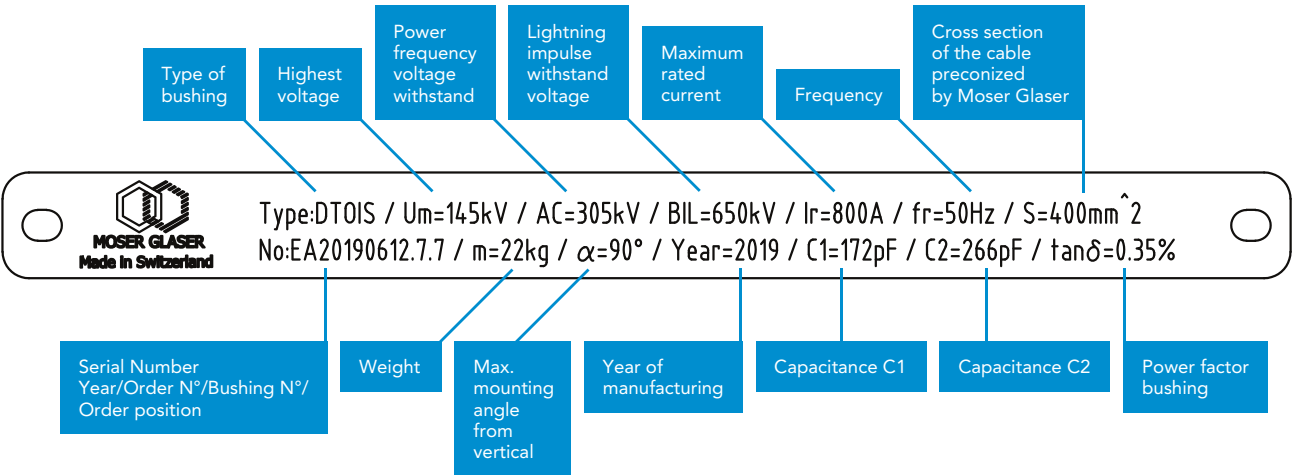 Type of
bushing
Highest
voltage
Power
frequency
voltage
withstand
Lightning
impulse
withstand
voltage
Maximum
rated
current
Frequency
Cross section
of the cable
preconized
by Moser Glaser
MOSER GLASER
Made in Switzerland
Type:DTOIS / Um=145kV / AC=305kV / BIL=650kV / Ir=800A / fr=50Hz / S=400mm^2
No:EA20190612.7.7 / m=22kg / α=90° / Year=2019 / C1=172pF / C2=266pF / tanδ=0.35%
Serial Number
Year/Order N°/Bushing N°/
Order position
Weight
Max.
mounting
angle
from
vertical
Year of
manufacturing
Capacitance C1
Capacitance C2
Power factor
bushing